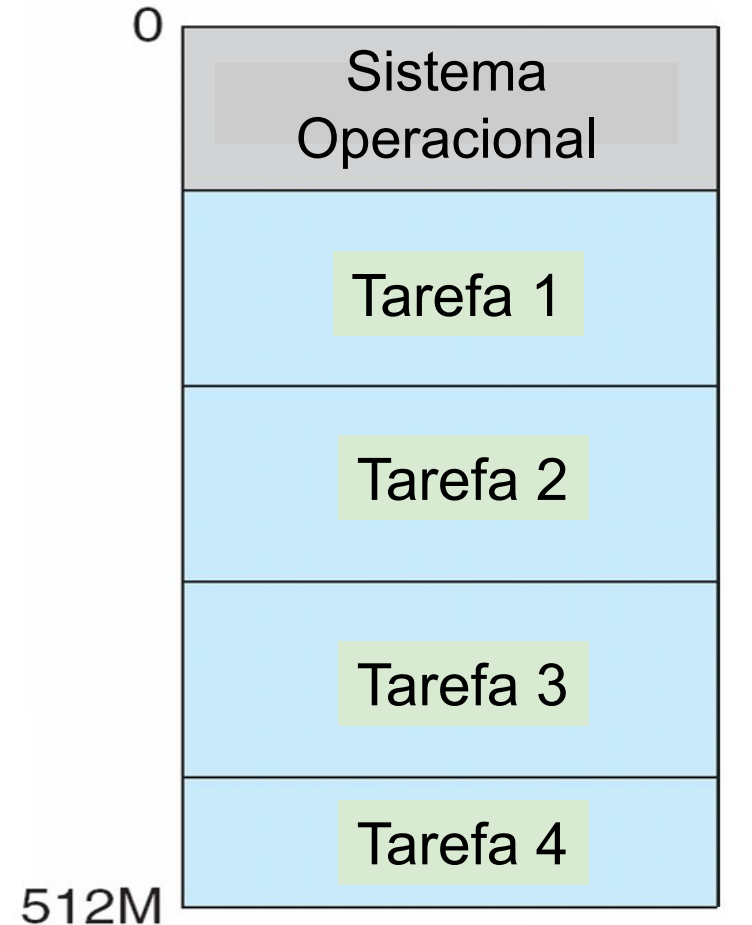 0
Sistema
Operacional
Tarefa 1
Tarefa 2
Tarefa 3
Tarefa 4
512M